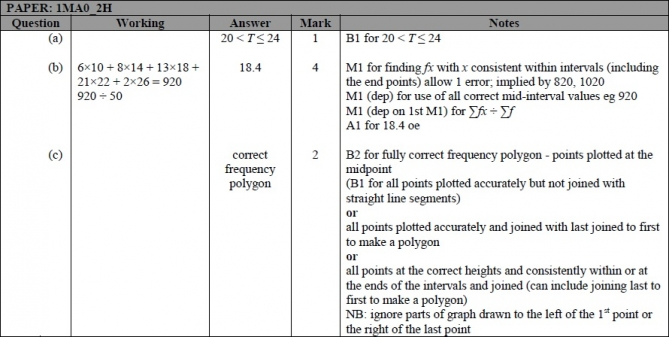 PAPER: 1MA0_2H
Question Working Answer Mark Notes
(a) 20 < T ≤ 24 1 B1 for 20 < T ≤ 24
(b) 6×10 + 8×14 + 13×18 + 18.4 4 M1 for finding fx with x consistent within intervals (including
21×22 + 2×26 = 920 the end points) allow 1 error; implied by 820, 1020
920 ÷ 50 M1 (dep) for use of all correct mid-interval values eg 920
M1 (dep on 1st M1) for ∑fx ÷ ∑f
A1 for 18.4 oe
(c) correct 2 B2 for fully correct frequency polygon - points plotted at the
frequency midpoint
polygon (B1 for all points plotted accurately but not joined with
straight line segments)
or
all points plotted accurately and joined with last joined to first
to make a polygon
or
all points at the correct heights and consistently within or at
the ends of the intervals and joined (can include joining last to
first to make a polygon)
NB: ignore parts of graph drawn to the left of the 1st point or
the right of the last point